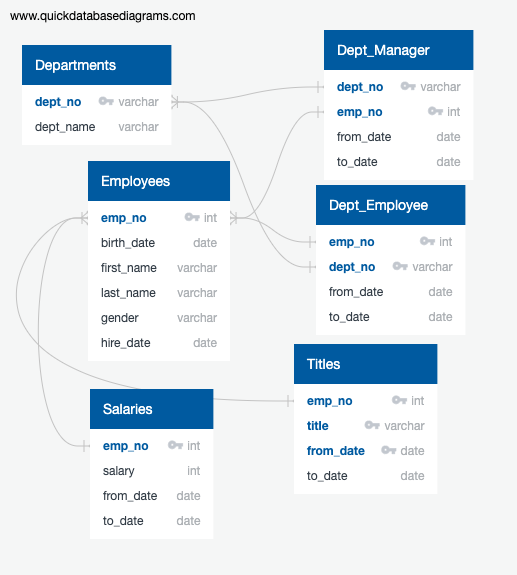 www.quickdatabasediagrams.com
Departments
dept_no varchar
dept_name varchar
Dept_Manager
dept_no varchar
emp_no int
from_date date
to_date date
Employees
emp_no int
birth_date date
first_name varchar
last_name varchar
gender varchar
hire_date date
Dept_Employee
emp_no int
dept_no varchar
from_date date
to_date date
Titles
emp_no int
title varchar
from_date date
to_date date
Salaries
emp_no int
salary int
from_date date
to_date date